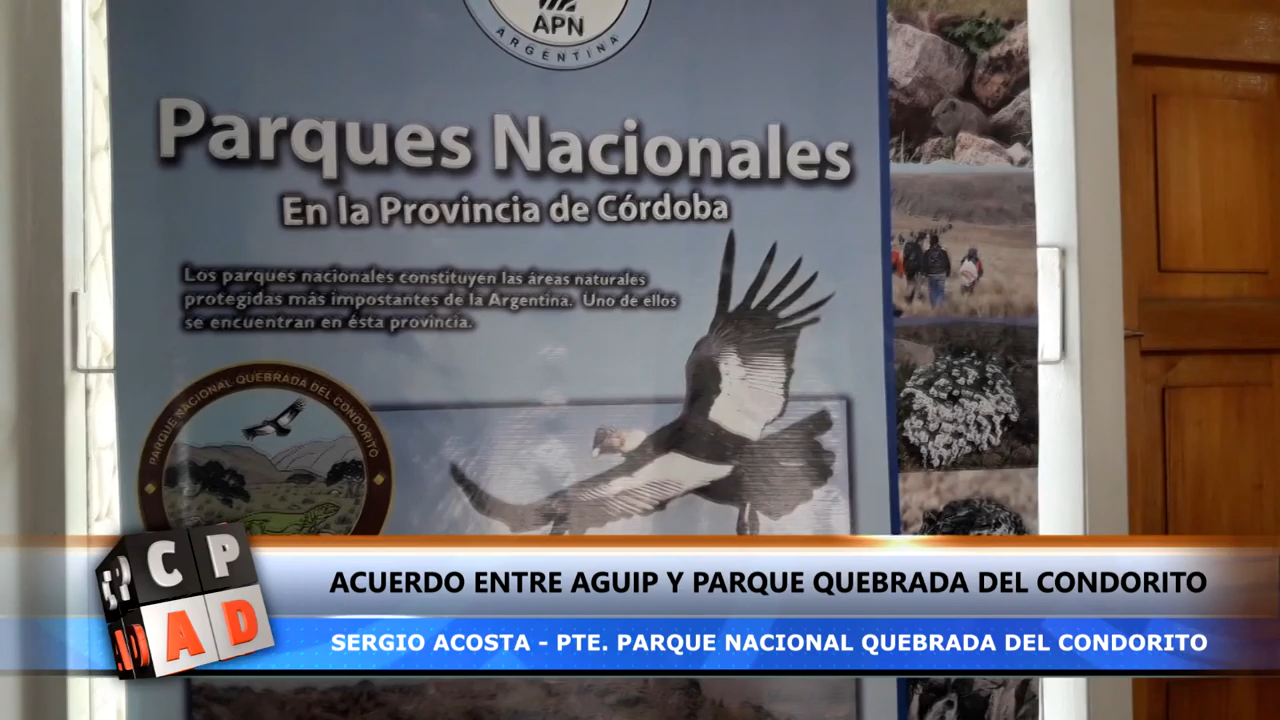 APN
ARGENTINA
Parques Nacionales
En la Provincia de Córdoba
Los parques nacionales constituyen las áreas naturales
protegidas más impostantes de la Argentina. Uno de ellos
se encuentran en ésta provincia.
PARQUE NACIONAL QUEBRADA DEL CONDORITO
CP
AD
ACUERDO ENTRE AGUIP Y PARQUE QUEBRADA DEL CONDORITO
SERGIO ACOSTA - PTE. PARQUE NACIONAL QUEBRADA DEL CONDORITO